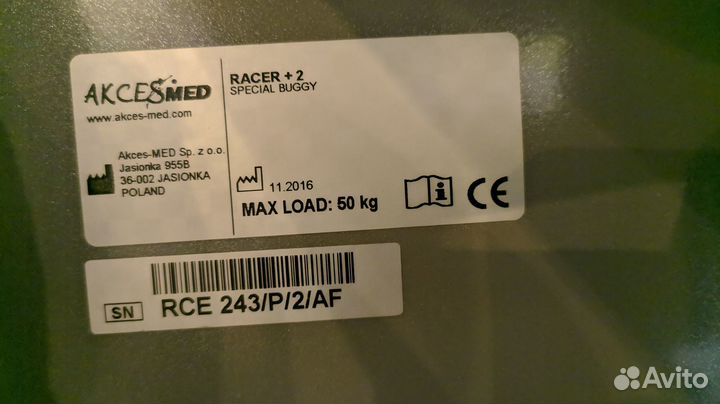 AKCESMED
www.akces-med.com
Akces-MED Sp. z o.o.
Jasionka 955B
36-002 JASIONKA
POLAND
RACER + 2
SPECIAL BUGGY
11.2016
MAX LOAD: 50 kg
CE
SN
RCE 243/P/2/AF
Avito